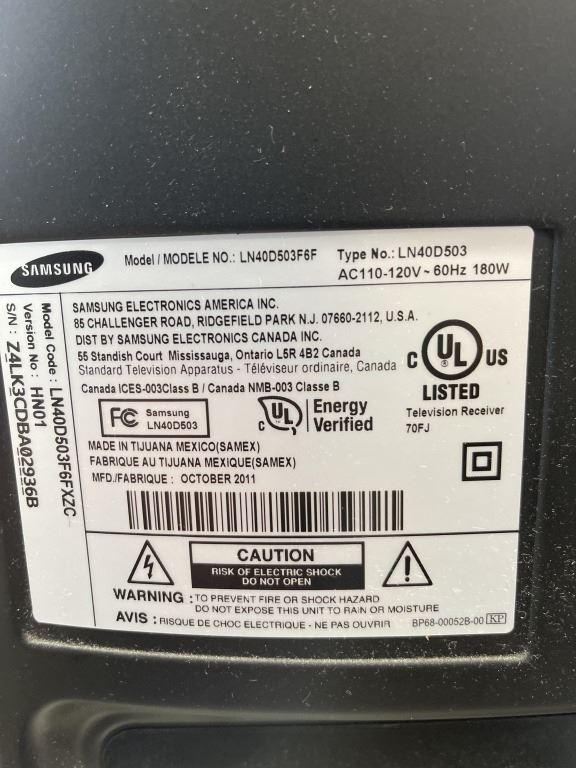 SAMSUNG
Model / MODELE NO.: LN40D503F6F
Type No.: LN40D503
AC110-120V~60Hz 180W
SAMSUNG ELECTRONICS AMERICA INC.
85 CHALLENGER ROAD, RIDGEFIELD PARK N.J. 07660-2112, U.S.A.
DIST BY SAMSUNG ELECTRONICS CANADA INC.
55 Standish Court Mississauga, Ontario L5R 4B2 Canada
Standard Television Apparatus - Téléviseur ordinaire, Canada
Canada ICES-003Class B / Canada NMB-003 Classe B
FC Samsung
LN40D503
UL Energy
Verified
C UL US
LISTED
Television Receiver
70FJ
MADE IN TIJUANA MEXICO(SAMEX)
FABRIQUE AU TIJUANA MEXIQUE(SAMEX)
MFD./FABRIQUE : OCTOBER 2011
CAUTION
RISK OF ELECTRIC SHOCK
DO NOT OPEN
WARNING : TO PREVENT FIRE OR SHOCK HAZARD
DO NOT EXPOSE THIS UNIT TO RAIN OR MOISTURE
AVIS : RISQUE DE CHOC ELECTRIQUE - NE PAS OUVRIR
BP68-00052B-00 KP
Model Code : LN40D503F6FXZC
Version No : HN01
S/N : Z4LK3CDBA02936B